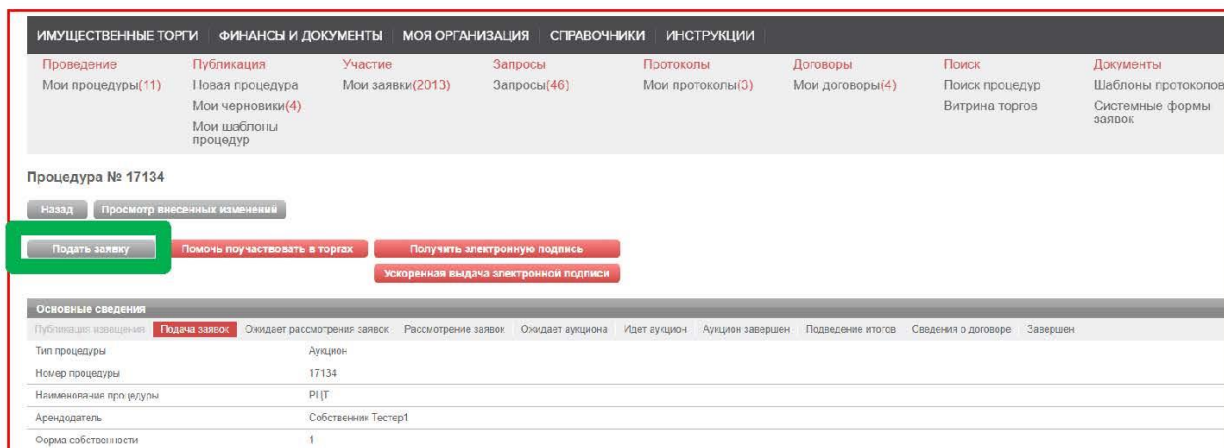 ИМУЩЕСТВЕННЫЕ ТОРГИ ФИНАНСЫ И ДОКУМЕНТЫ МОЯ ОРГАНИЗАЦИЯ СПРАВОЧНИКИ ИНСТРУКЦИИ
Проведение Публикация Участие Запросы Протоколы Договоры Поиск Документы
Мои процедуры(11) Новая процедура Мои заявки(2013) Запросы(46) Мои протоколы(3) Мои договоры(4) Поиск процедур Шаблоны протоколов
Мои черновики(4) Витрина торгов Системные формы
Мои шаблоны заявок
процедур
Процедура № 17134
Назад Просмотр внесенных изменений
Подать заявку Помочь поучаствовать в торгах Получить электронную подпись
Ускоренная выдача электронной подписи
Основные сведения
Публикация извещения Подача заявок Ожидает рассмотрения заявок Рассмотрение заявок Ожидает аукциона Идет аукцион Аукцион завершен Подведение итогов Сведения о договоре Завершен
Тип процедуры Аукцион
Номер процедуры 17134
Наименование процедуры РЦТ
Арендодатель Собственник Тестер1
Форма собственности 1